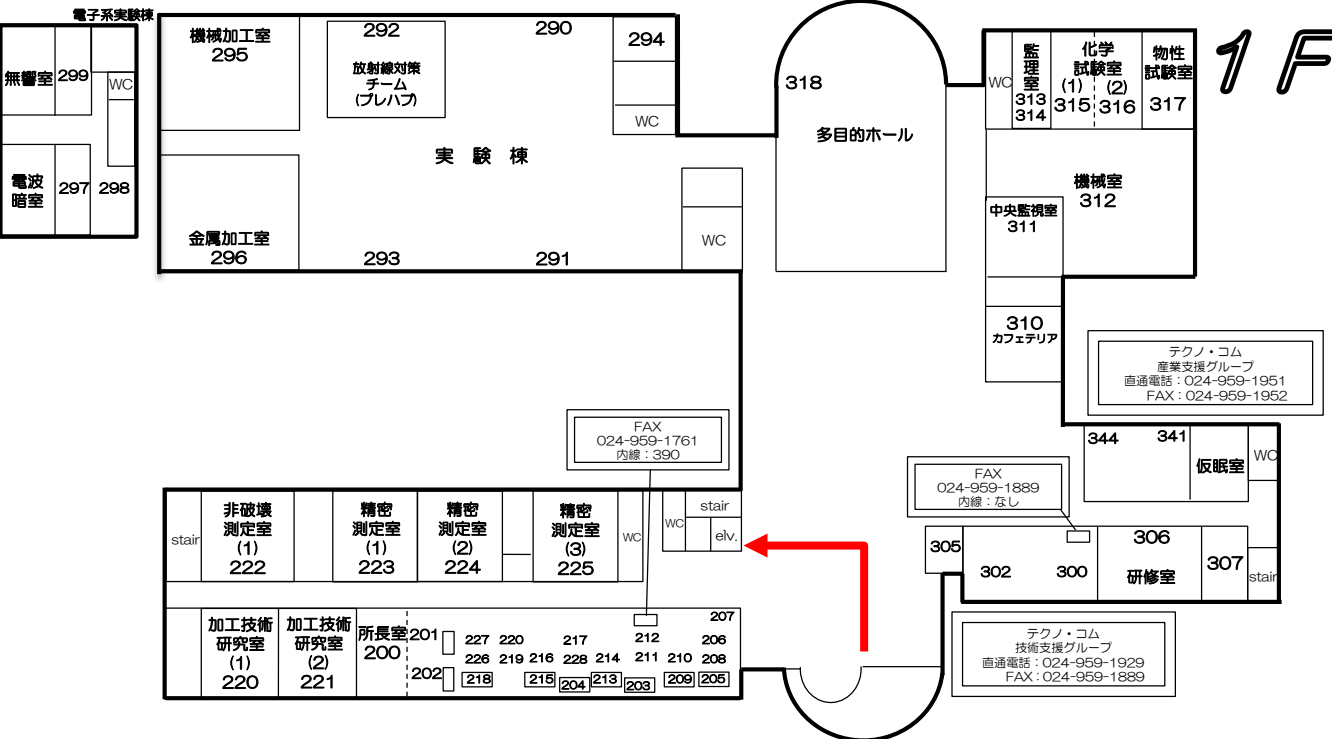 電子系実験棟
1F
無響室
299
WC
電波
暗室
297
298
機械加工室
295
292
放射線対策
チーム
(プレハブ)
290
294
WC
実 験 棟
金属加工室
296
293
291
WC
318
多目的ホール
WC
監
理
室
313
314
化学
試験室
(1) (2)
315 316
物性
試験室
317
機械室
312
中央監視室
311
310
カフェテリア
テクノ・コム
産業支援グループ
直通電話:024-959-1951
FAX:024-959-1952
FAX
024-959-1761
内線:390
344
341
仮眠室
WC
FAX
024-959-1889
内線:なし
305
302
300
306
研修室
307
stair
stair
非破壊
測定室
(1)
222
精密
測定室
(1)
223
精密
測定室
(2)
224
精密
測定室
(3)
225
WC
WC
stair
elv.
加工技術
研究室
(1)
220
加工技術
研究室
(2)
221
所長室
200
201
202
207
227 220 217 212 206
226 219 216 228 214 211 210 208
218 215 204 213 203 209 205
テクノ・コム
技術支援グループ
直通電話:024-959-1929
FAX:024-959-1889